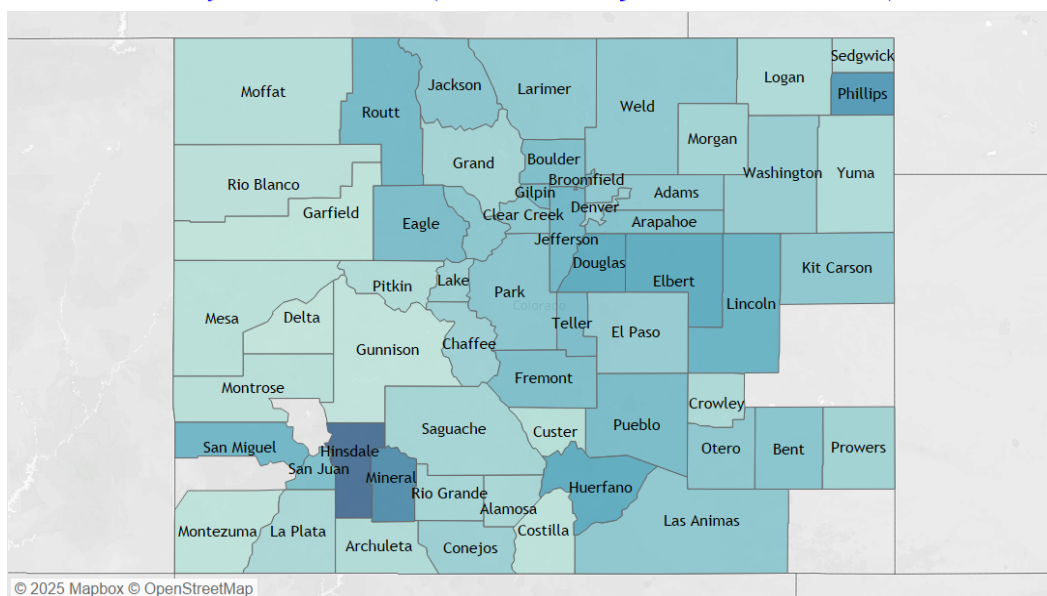 Sedgwick
Logan
Moffat
Jackson
Larimer
Phillips
Weld
Routt
Morgan
Grand
Boulder
Washington
Yuma
Rio Blanco
Broomfield
Gilpin
Adams
Garfield
Clear Creek
Denver
Eagle
Arapahoe
Jefferson
Douglas
Kit Carson
Lake
Elbert
Pitkin
Park
Lincoln
Colorado
Mesa
Delta
Teller
El Paso
Gunnison
Chaffee
Fremont
Montrose
Crowley
Saguache
Custer
Pueblo
San Miguel
Hinsdale
Otero
Bent
Prowers
San Juan
Mineral
Huerfano
Rio Grande
Alamosa
Las Animas
Montezuma
La Plata
Costilla
Archuleta
Conejos
© 2025 Mapbox © OpenStreetMap